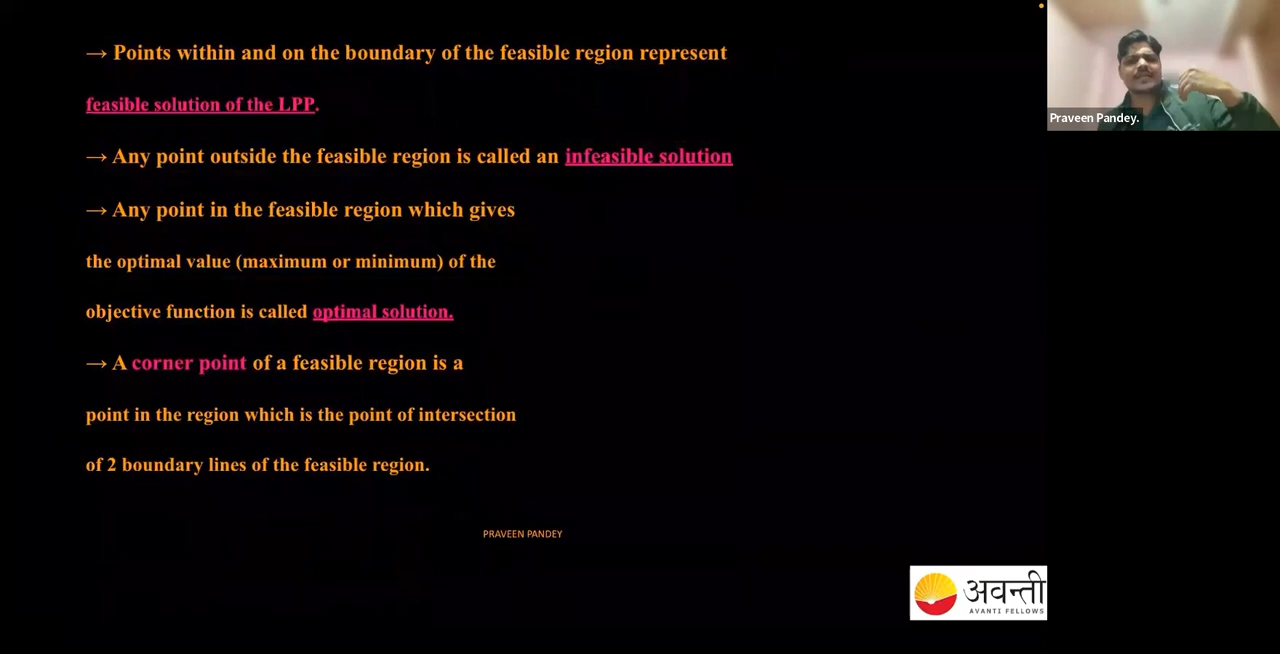 → Points within and on the boundary of the feasible region represent
feasible solution of the LPP.
→ Any point outside the feasible region is called an infeasible solution
→ Any point in the feasible region which gives
the optimal value (maximum or minimum) of the
objective function is called optimal solution.
→ A corner point of a feasible region is a
point in the region which is the point of intersection
of 2 boundary lines of the feasible region.
PRAVEEN PANDEY
Praveen Pandey.
अवन्ती
AVANTI FELLOWS